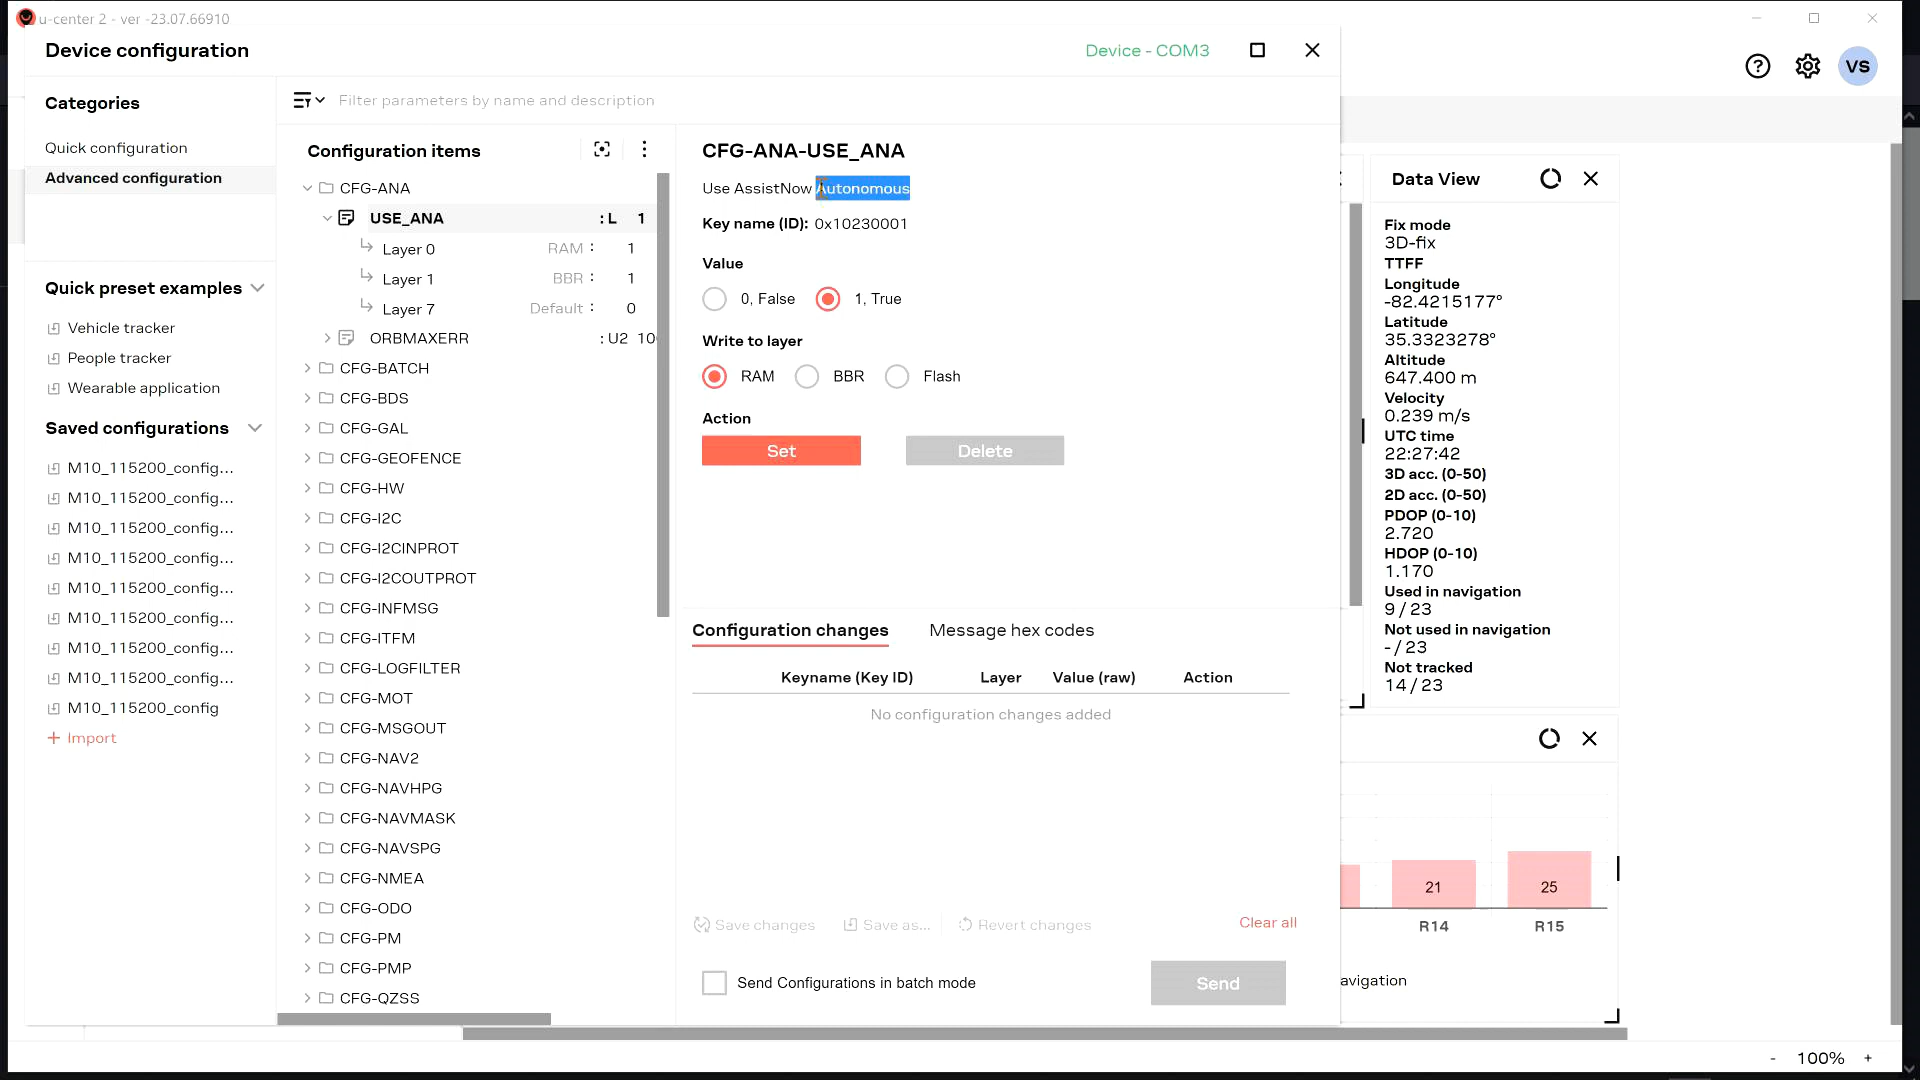 u-center 2 - ver -23.07.66910
Device configuration
Device - COM3
VS
Categories
Quick configuration
Advanced configuration
Quick preset examples
Vehicle tracker
People tracker
Wearable application
Saved configurations
M10_115200_config...
M10_115200_config...
M10_115200_config...
M10_115200_config...
M10_115200_config...
M10_115200_config...
M10_115200_config...
M10_115200_config...
M10_115200_config
+ Import
Filter parameters by name and description
Configuration items
CFG-ANA
USE_ANA : L 1
Layer 0 RAM : 1
Layer 1 BBR : 1
Layer 7 Default : 0
ORBMAXERR : U2 10
CFG-BATCH
CFG-BDS
CFG-GAL
CFG-GEOFENCE
CFG-HW
CFG-I2C
CFG-I2CINPROT
CFG-I2COUTPROT
CFG-INFMSG
CFG-ITFM
CFG-LOGFILTER
CFG-MOT
CFG-MSGOUT
CFG-NAV2
CFG-NAVHPG
CFG-NAVMASK
CFG-NAVSPG
CFG-NMEA
CFG-ODO
CFG-PM
CFG-PMP
CFG-QZSS
CFG-ANA-USE_ANA
Use AssistNow Autonomous
Key name (ID): 0x10230001
Value
0, False 1, True
Write to layer
RAM BBR Flash
Action
Set Delete
Configuration changes Message hex codes
Keyname (Key ID) Layer Value (raw) Action
No configuration changes added
Save changes Save as... Revert changes Clear all
Send Configurations in batch mode Send
Data View
Fix mode
3D-fix
TTFF
Longitude
-82.4215177°
Latitude
35.3323278°
Altitude
647.400 m
Velocity
0.239 m/s
UTC time
22:27:42
3D acc. (0-50)
2D acc. (0-50)
PDOP (0-10)
2.720
HDOP (0-10)
1.170
Used in navigation
9 / 23
Not used in navigation
- / 23
Not tracked
14 / 23
21 25
R14 R15
avigation
- 100% +